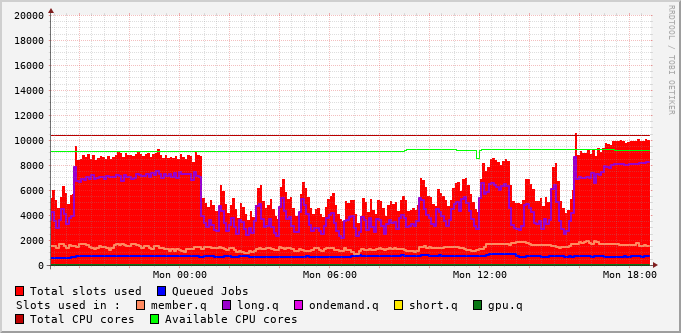 RRDTOOL / TOBI OETIKER
20000
18000
16000
14000
12000
10000
8000
6000
4000
2000
0
Mon 00:00 Mon 06:00 Mon 12:00 Mon 18:00
Total slots used Queued Jobs
Slots used in : member.q long.q ondemand.q short.q gpu.q
Total CPU cores Available CPU cores